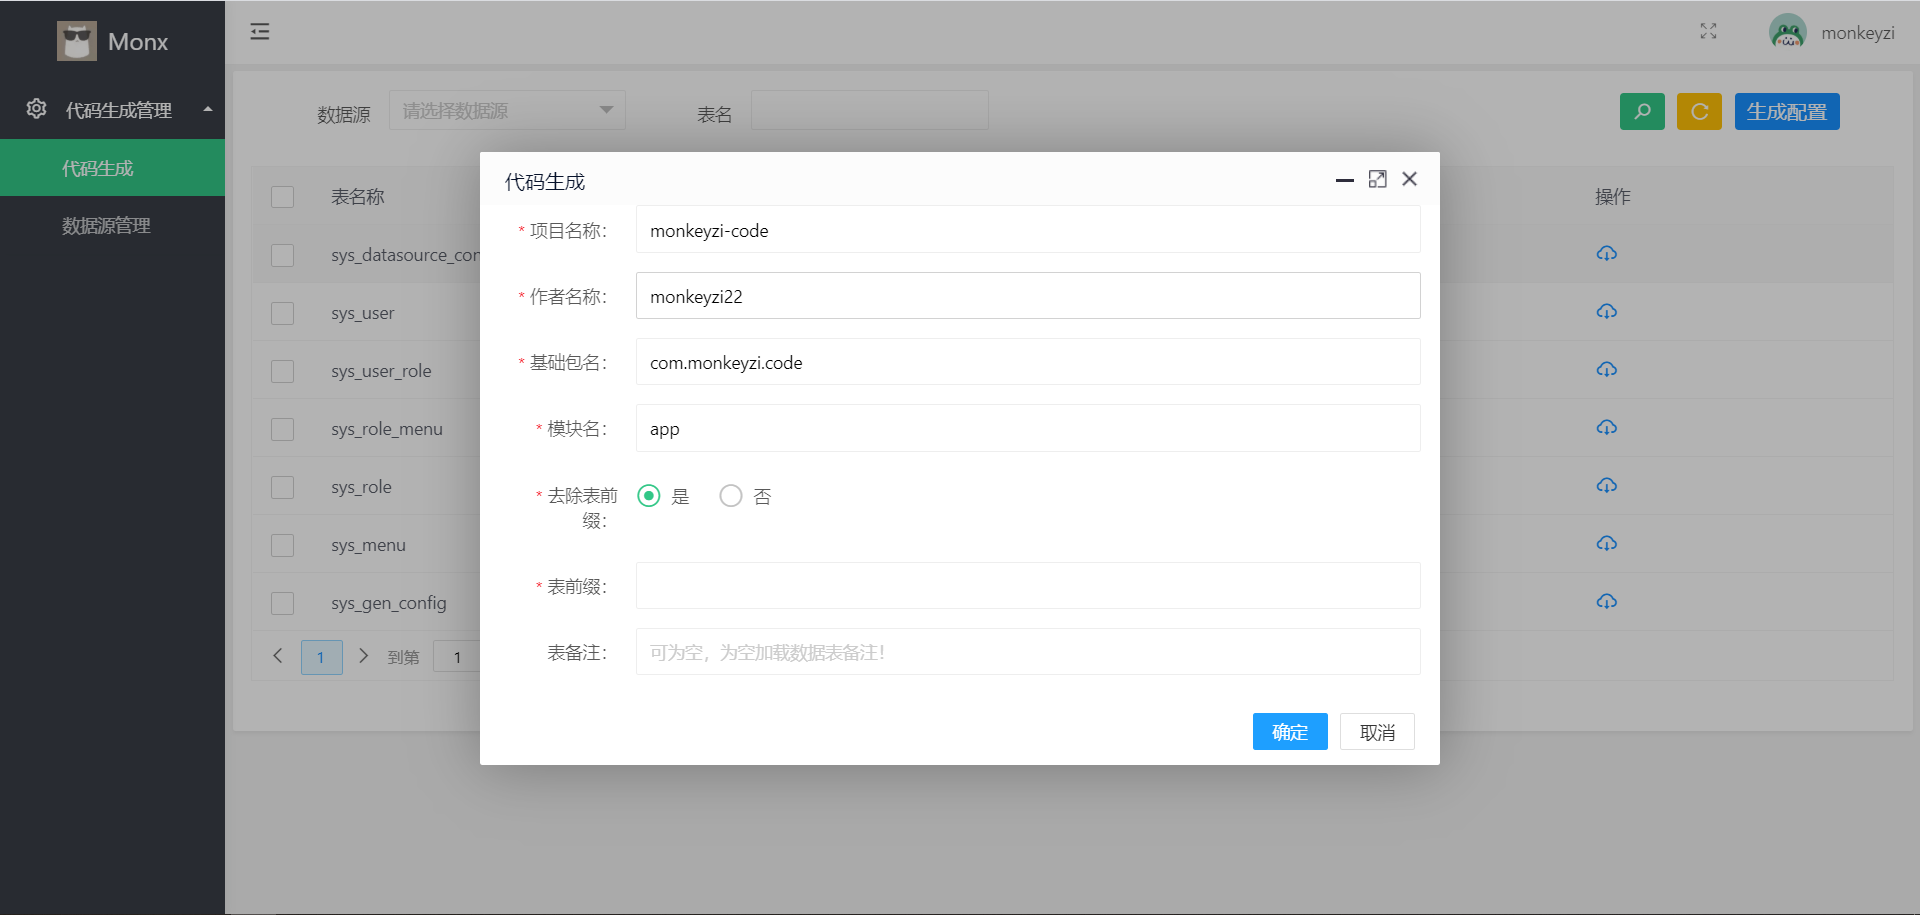 Monx
monkeyzi
代码生成管理
代码生成
数据源管理
数据源
请选择数据源
表名
生成配置
表名称
操作
sys_datasource_con
sys_user
sys_user_role
sys_role_menu
sys_role
sys_menu
sys_gen_config
1
到第
1
代码生成
* 项目名称：
monkeyzi-code
* 作者名称：
monkeyzi22
* 基础包名：
com.monkeyzi.code
* 模块名：
app
* 去除表前
缀：
是
否
* 表前缀：
表备注：
可为空，为空加载数据表备注！
确定
取消